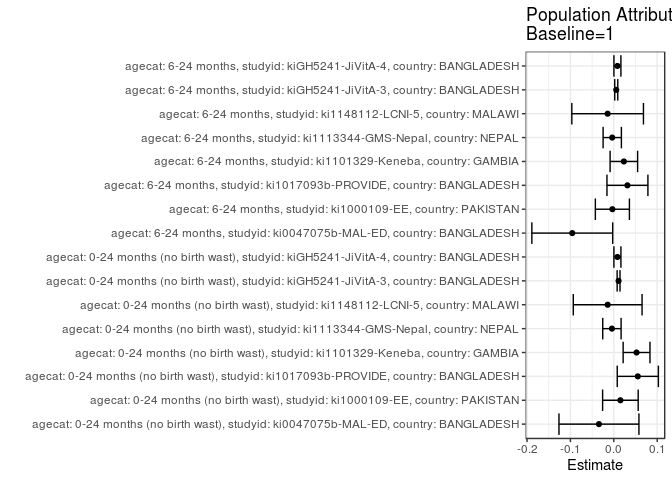 Population Attribut
Baseline=1
agecat: 6-24 months, studyid: kiGH5241-JiVitA-4, country: BANGLADESH
agecat: 6-24 months, studyid: kiGH5241-JiVitA-3, country: BANGLADESH
agecat: 6-24 months, studyid: ki1148112-LCNI-5, country: MALAWI
agecat: 6-24 months, studyid: ki1113344-GMS-Nepal, country: NEPAL
agecat: 6-24 months, studyid: ki1101329-Keneba, country: GAMBIA
agecat: 6-24 months, studyid: ki1017093b-PROVIDE, country: BANGLADESH
agecat: 6-24 months, studyid: ki1000109-EE, country: PAKISTAN
agecat: 6-24 months, studyid: ki0047075b-MAL-ED, country: BANGLADESH
agecat: 0-24 months (no birth wast), studyid: kiGH5241-JiVitA-4, country: BANGLADESH
agecat: 0-24 months (no birth wast), studyid: kiGH5241-JiVitA-3, country: BANGLADESH
agecat: 0-24 months (no birth wast), studyid: ki1148112-LCNI-5, country: MALAWI
agecat: 0-24 months (no birth wast), studyid: ki1113344-GMS-Nepal, country: NEPAL
agecat: 0-24 months (no birth wast), studyid: ki1101329-Keneba, country: GAMBIA
agecat: 0-24 months (no birth wast), studyid: ki1017093b-PROVIDE, country: BANGLADESH
agecat: 0-24 months (no birth wast), studyid: ki1000109-EE, country: PAKISTAN
agecat: 0-24 months (no birth wast), studyid: ki0047075b-MAL-ED, country: BANGLADESH
-0.2 -0.1 0.0 0.1
Estimate